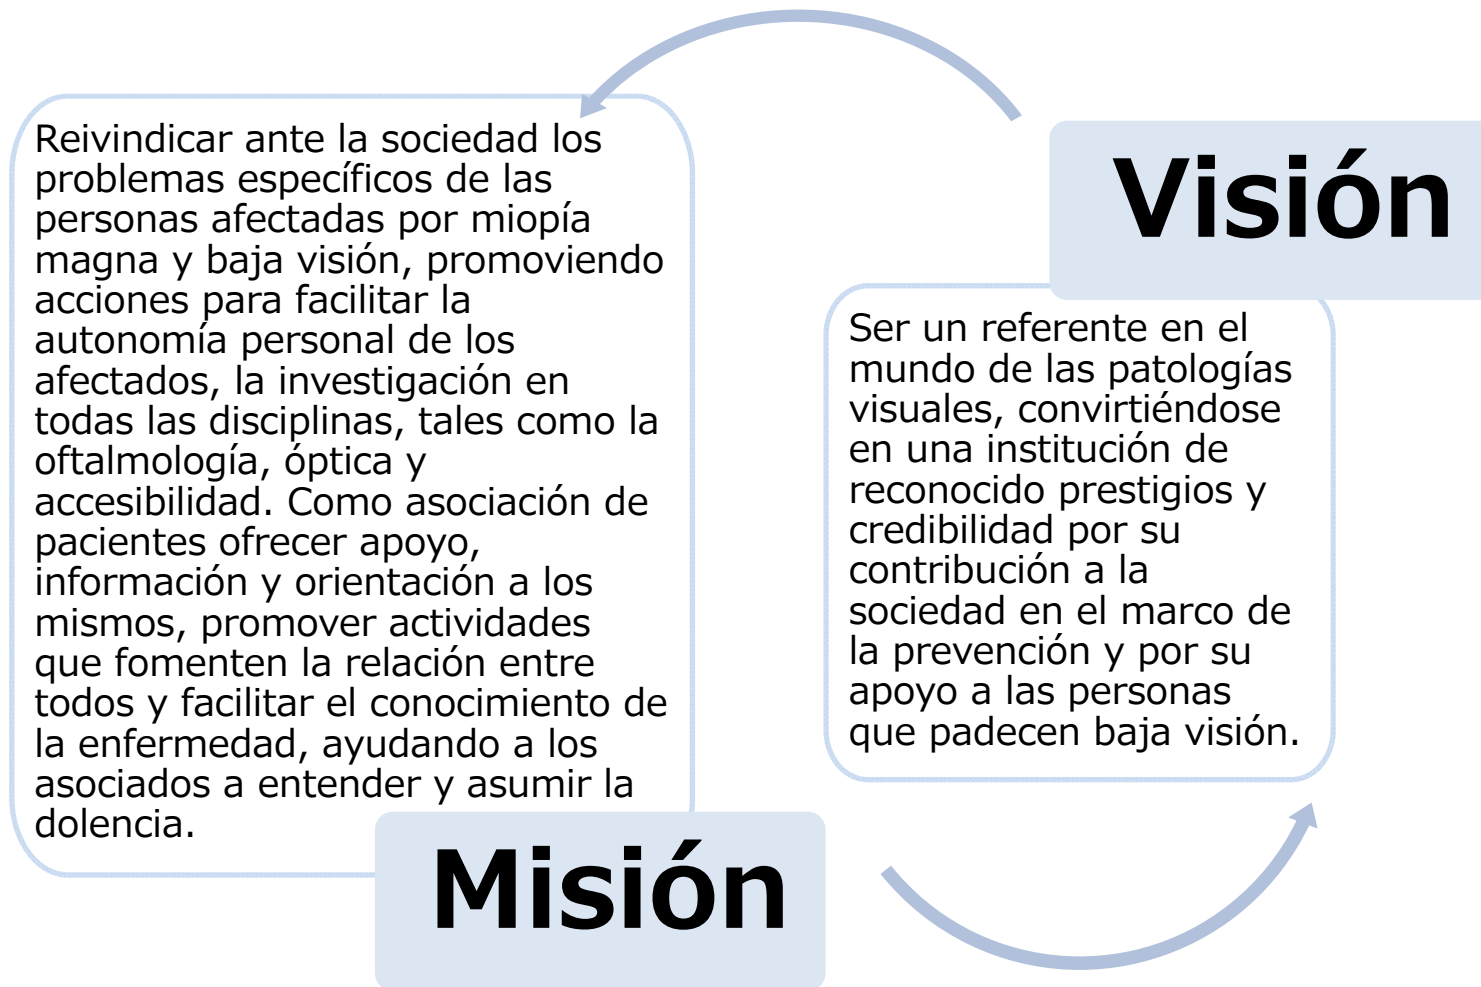 Reivindicar ante la sociedad los
problemas específicos de las
personas afectadas por miopía
magna y baja visión, promoviendo
acciones para facilitar la
autonomía personal de los
afectados, la investigación en
todas las disciplinas, tales como la
oftalmología, óptica y
accesibilidad. Como asociación de
pacientes ofrecer apoyo,
información y orientación a los
mismos, promover actividades
que fomenten la relación entre
todos y facilitar el conocimiento de
la enfermedad, ayudando a los
asociados a entender y asumir la
dolencia.
Misión
Visión
Ser un referente en el
mundo de las patologías
visuales, convirtiéndose
en una institución de
reconocido prestigios y
credibilidad por su
contribución a la
sociedad en el marco de
la prevención y por su
apoyo a las personas
que padecen baja visión.